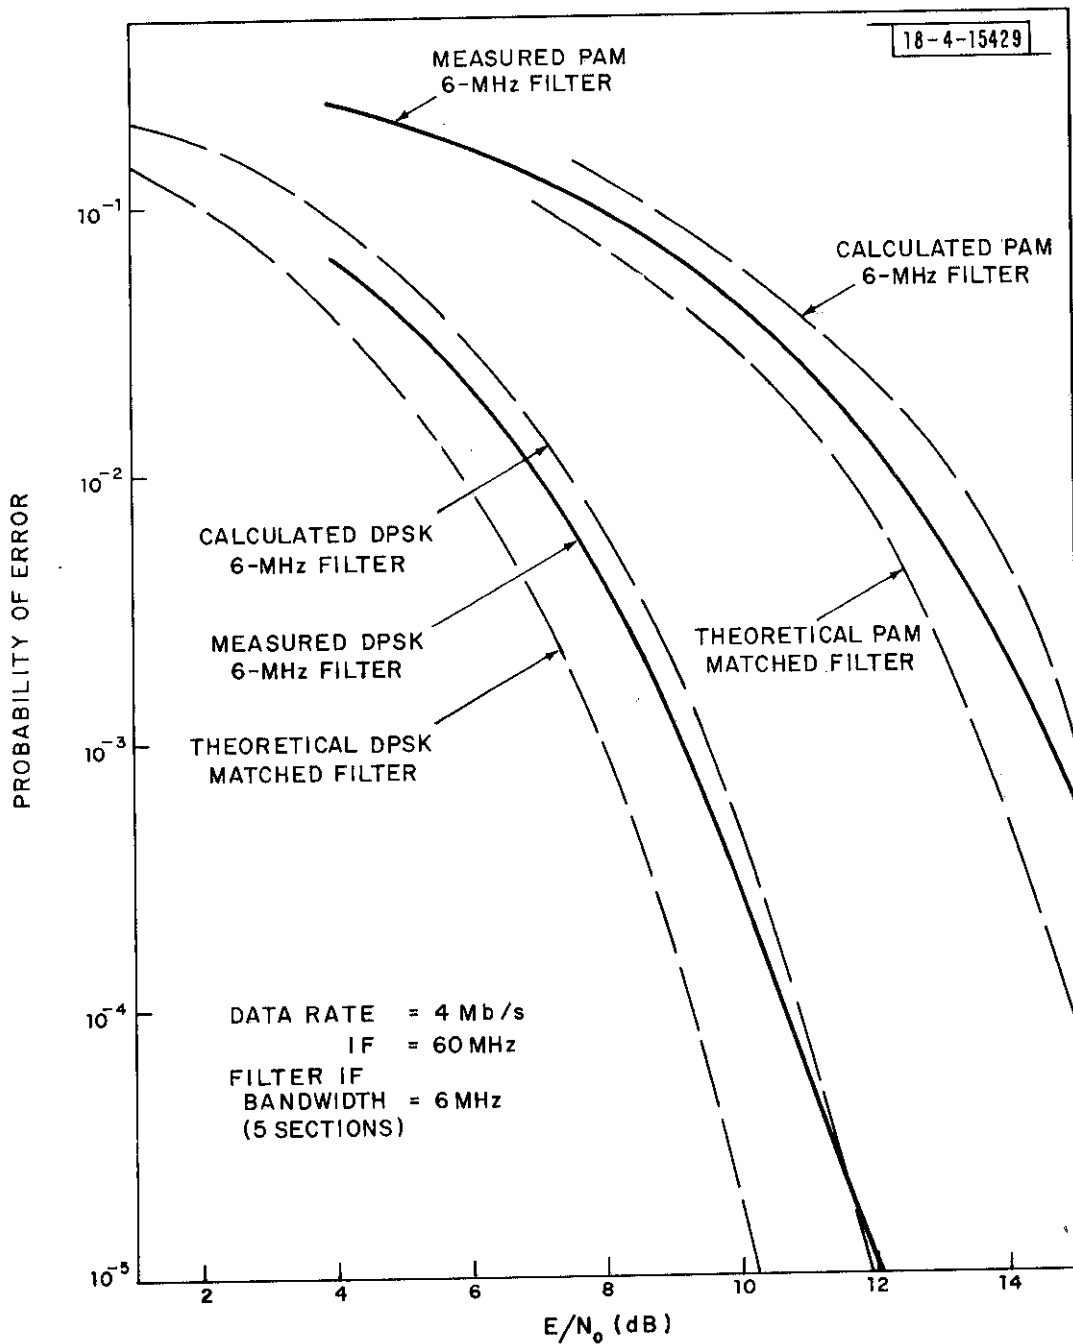 18-4-15429
MEASURED PAM
6-MHz FILTER
CALCULATED PAM
6-MHz FILTER
10⁻¹
10⁻²
10⁻³
10⁻⁴
10⁻⁵
PROBABILITY OF ERROR
CALCULATED DPSK
6-MHz FILTER
MEASURED DPSK
6-MHz FILTER
THEORETICAL DPSK
MATCHED FILTER
THEORETICAL PAM
MATCHED FILTER
DATA RATE = 4 Mb/s
IF = 60 MHz
FILTER IF
BANDWIDTH = 6 MHz
(5 SECTIONS)
2 4 6 8 10 12 14
E/N₀ (dB)